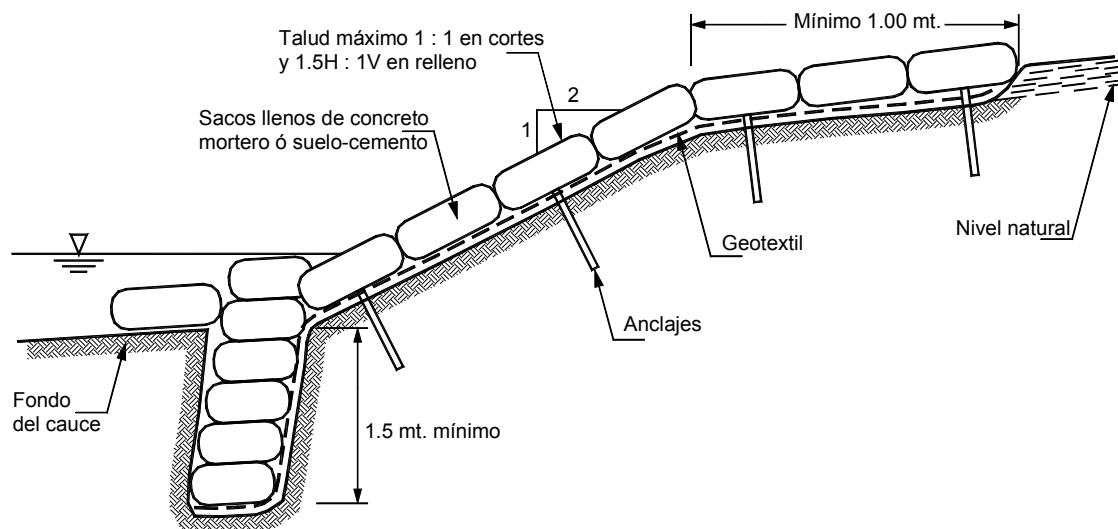 Mínimo 1.00 mt.
Talud máximo 1 : 1 en cortes
y 1.5H : 1V en relleno
2
1
Sacos llenos de concreto
mortero ó suelo-cemento
Nivel natural
Geotextil
Anclajes
Fondo
del cauce
1.5 mt. mínimo